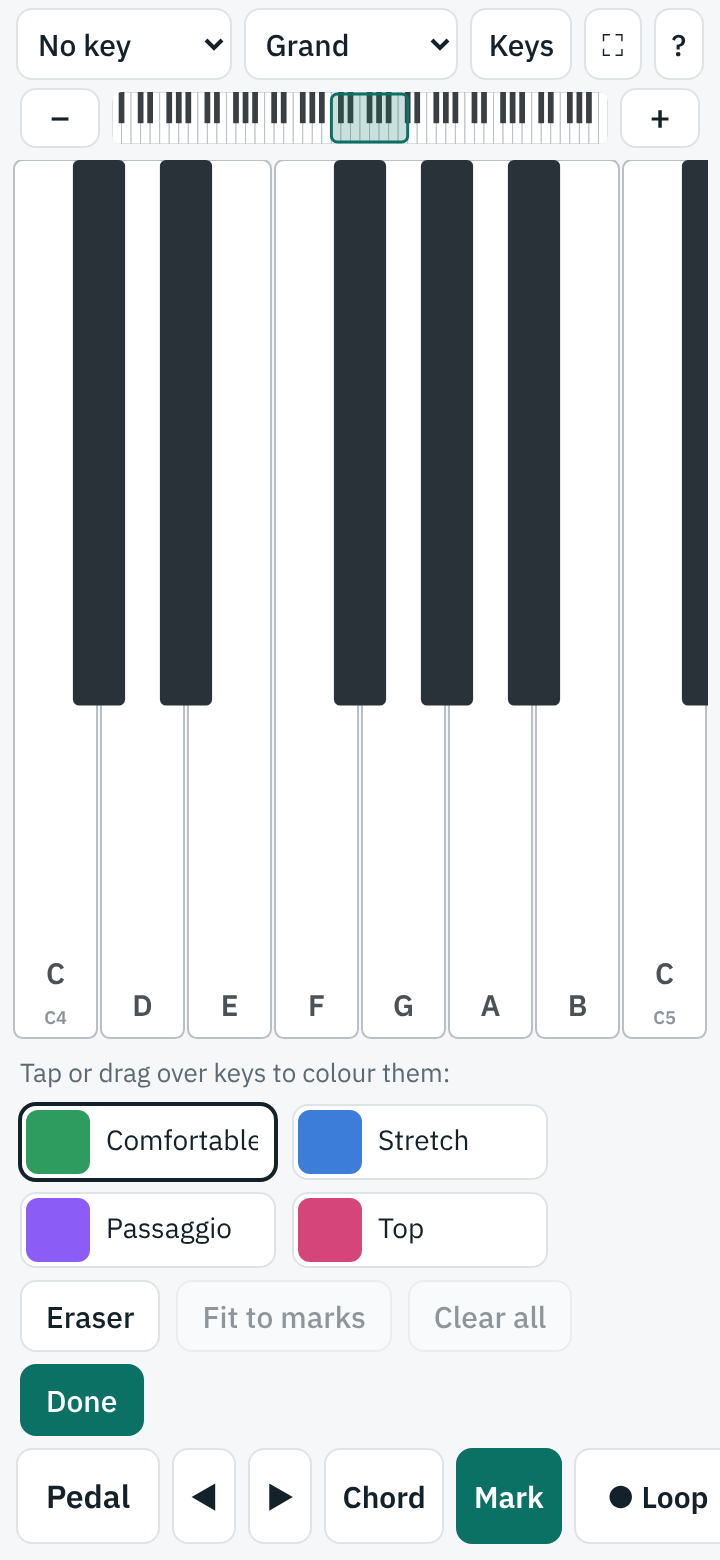 No key Grand Keys ?
− +
C D E F G A B C
C4 C5
Tap or drag over keys to colour them:
Comfortable Stretch
Passaggio Top
Eraser Fit to marks Clear all
Done
Pedal ◀ ▶ Chord Mark ● Loop